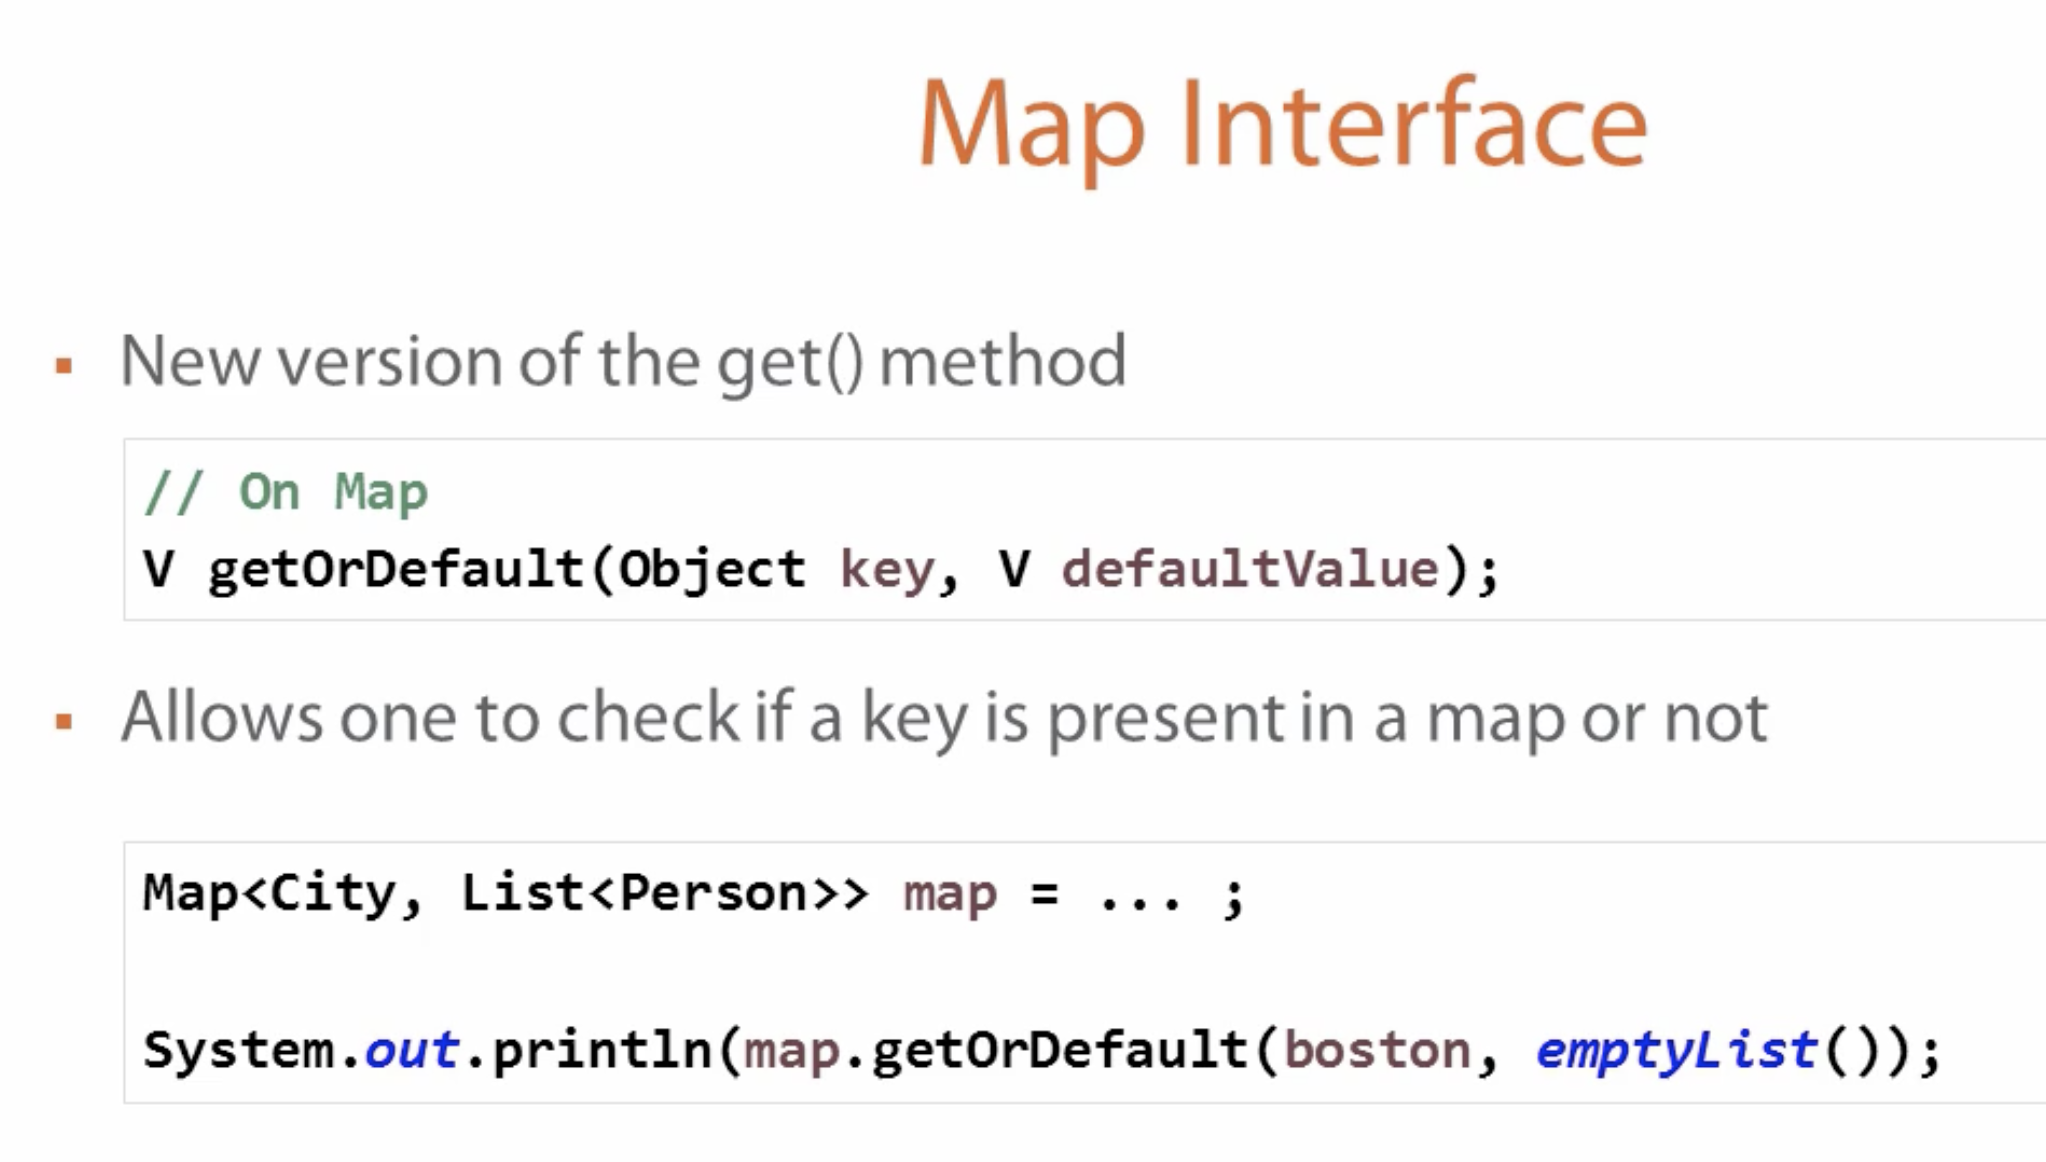 Map Interface
▪ New version of the get() method
// On Map
V getOrDefault(Object key, V defaultValue);
▪ Allows one to check if a key is present in a map or not
Map<City, List<Person>> map = ... ;
System.out.println(map.getOrDefault(boston, emptyList());